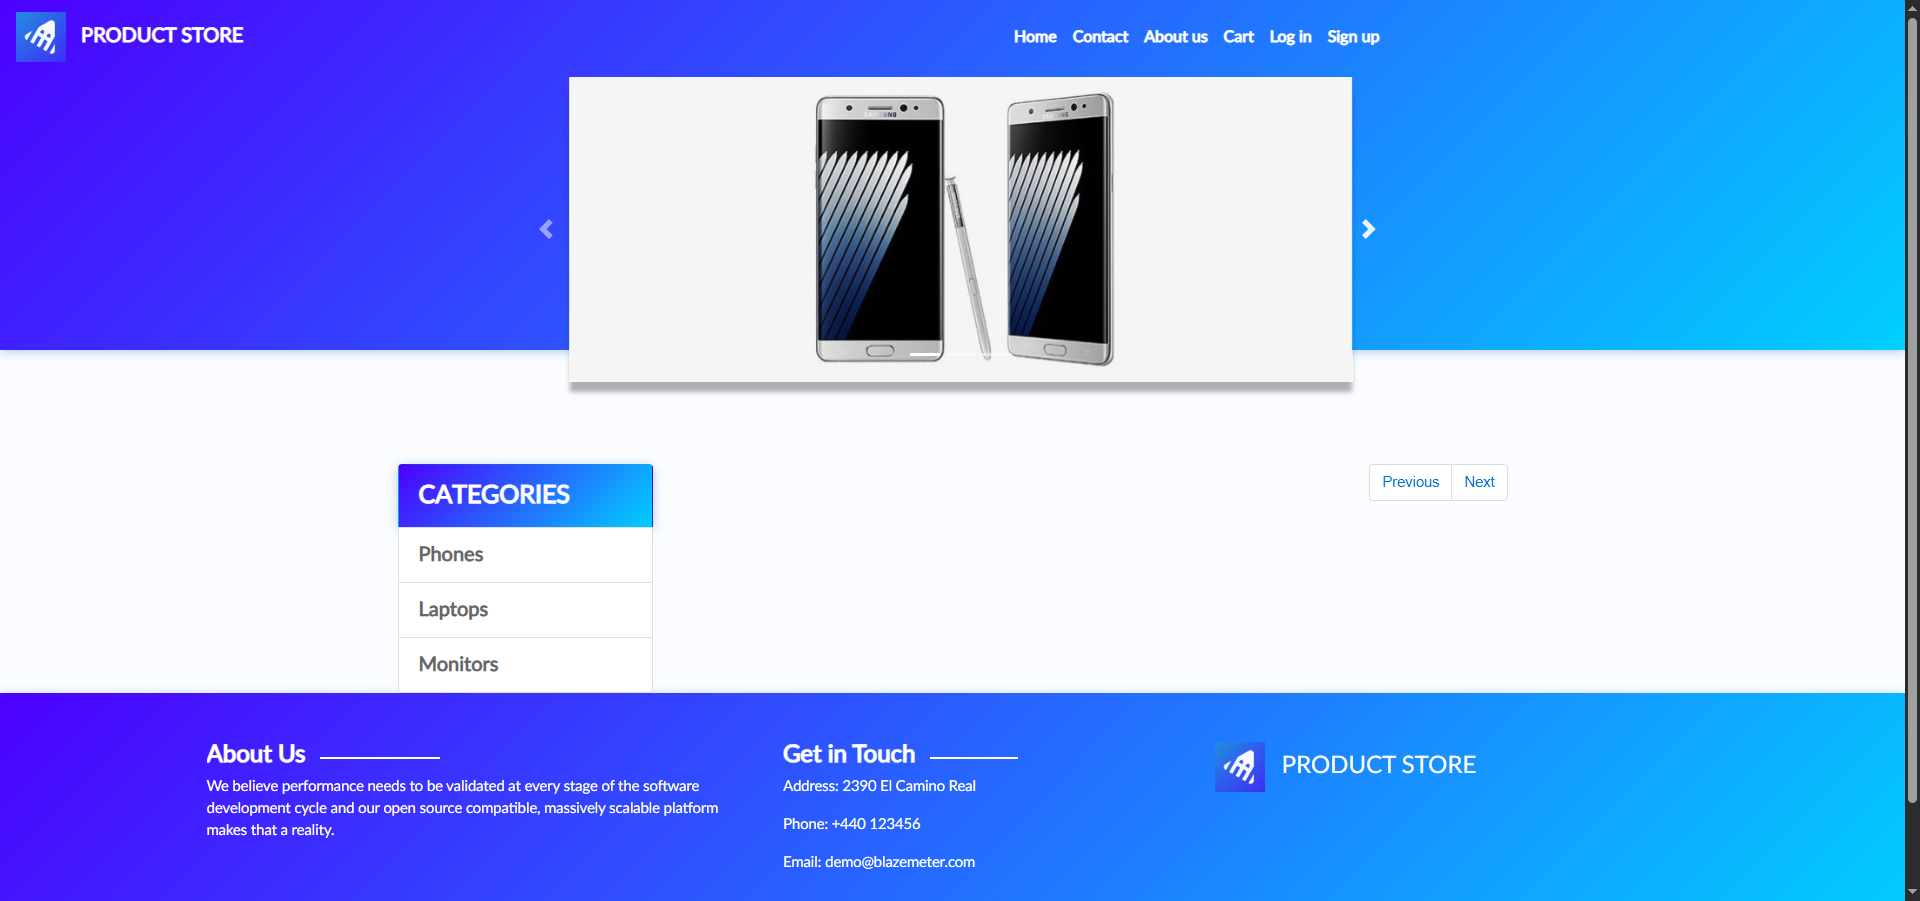 PRODUCT STORE
Home Contact About us Cart Log in Sign up
SAMSUNG
Previous Next
CATEGORIES
Phones
Laptops
Monitors
About Us
We believe performance needs to be validated at every stage of the software
development cycle and our open source compatible, massively scalable platform
makes that a reality.
Get in Touch
Address: 2390 El Camino Real
Phone: +440 123456
Email: demo@blazemeter.com
PRODUCT STORE